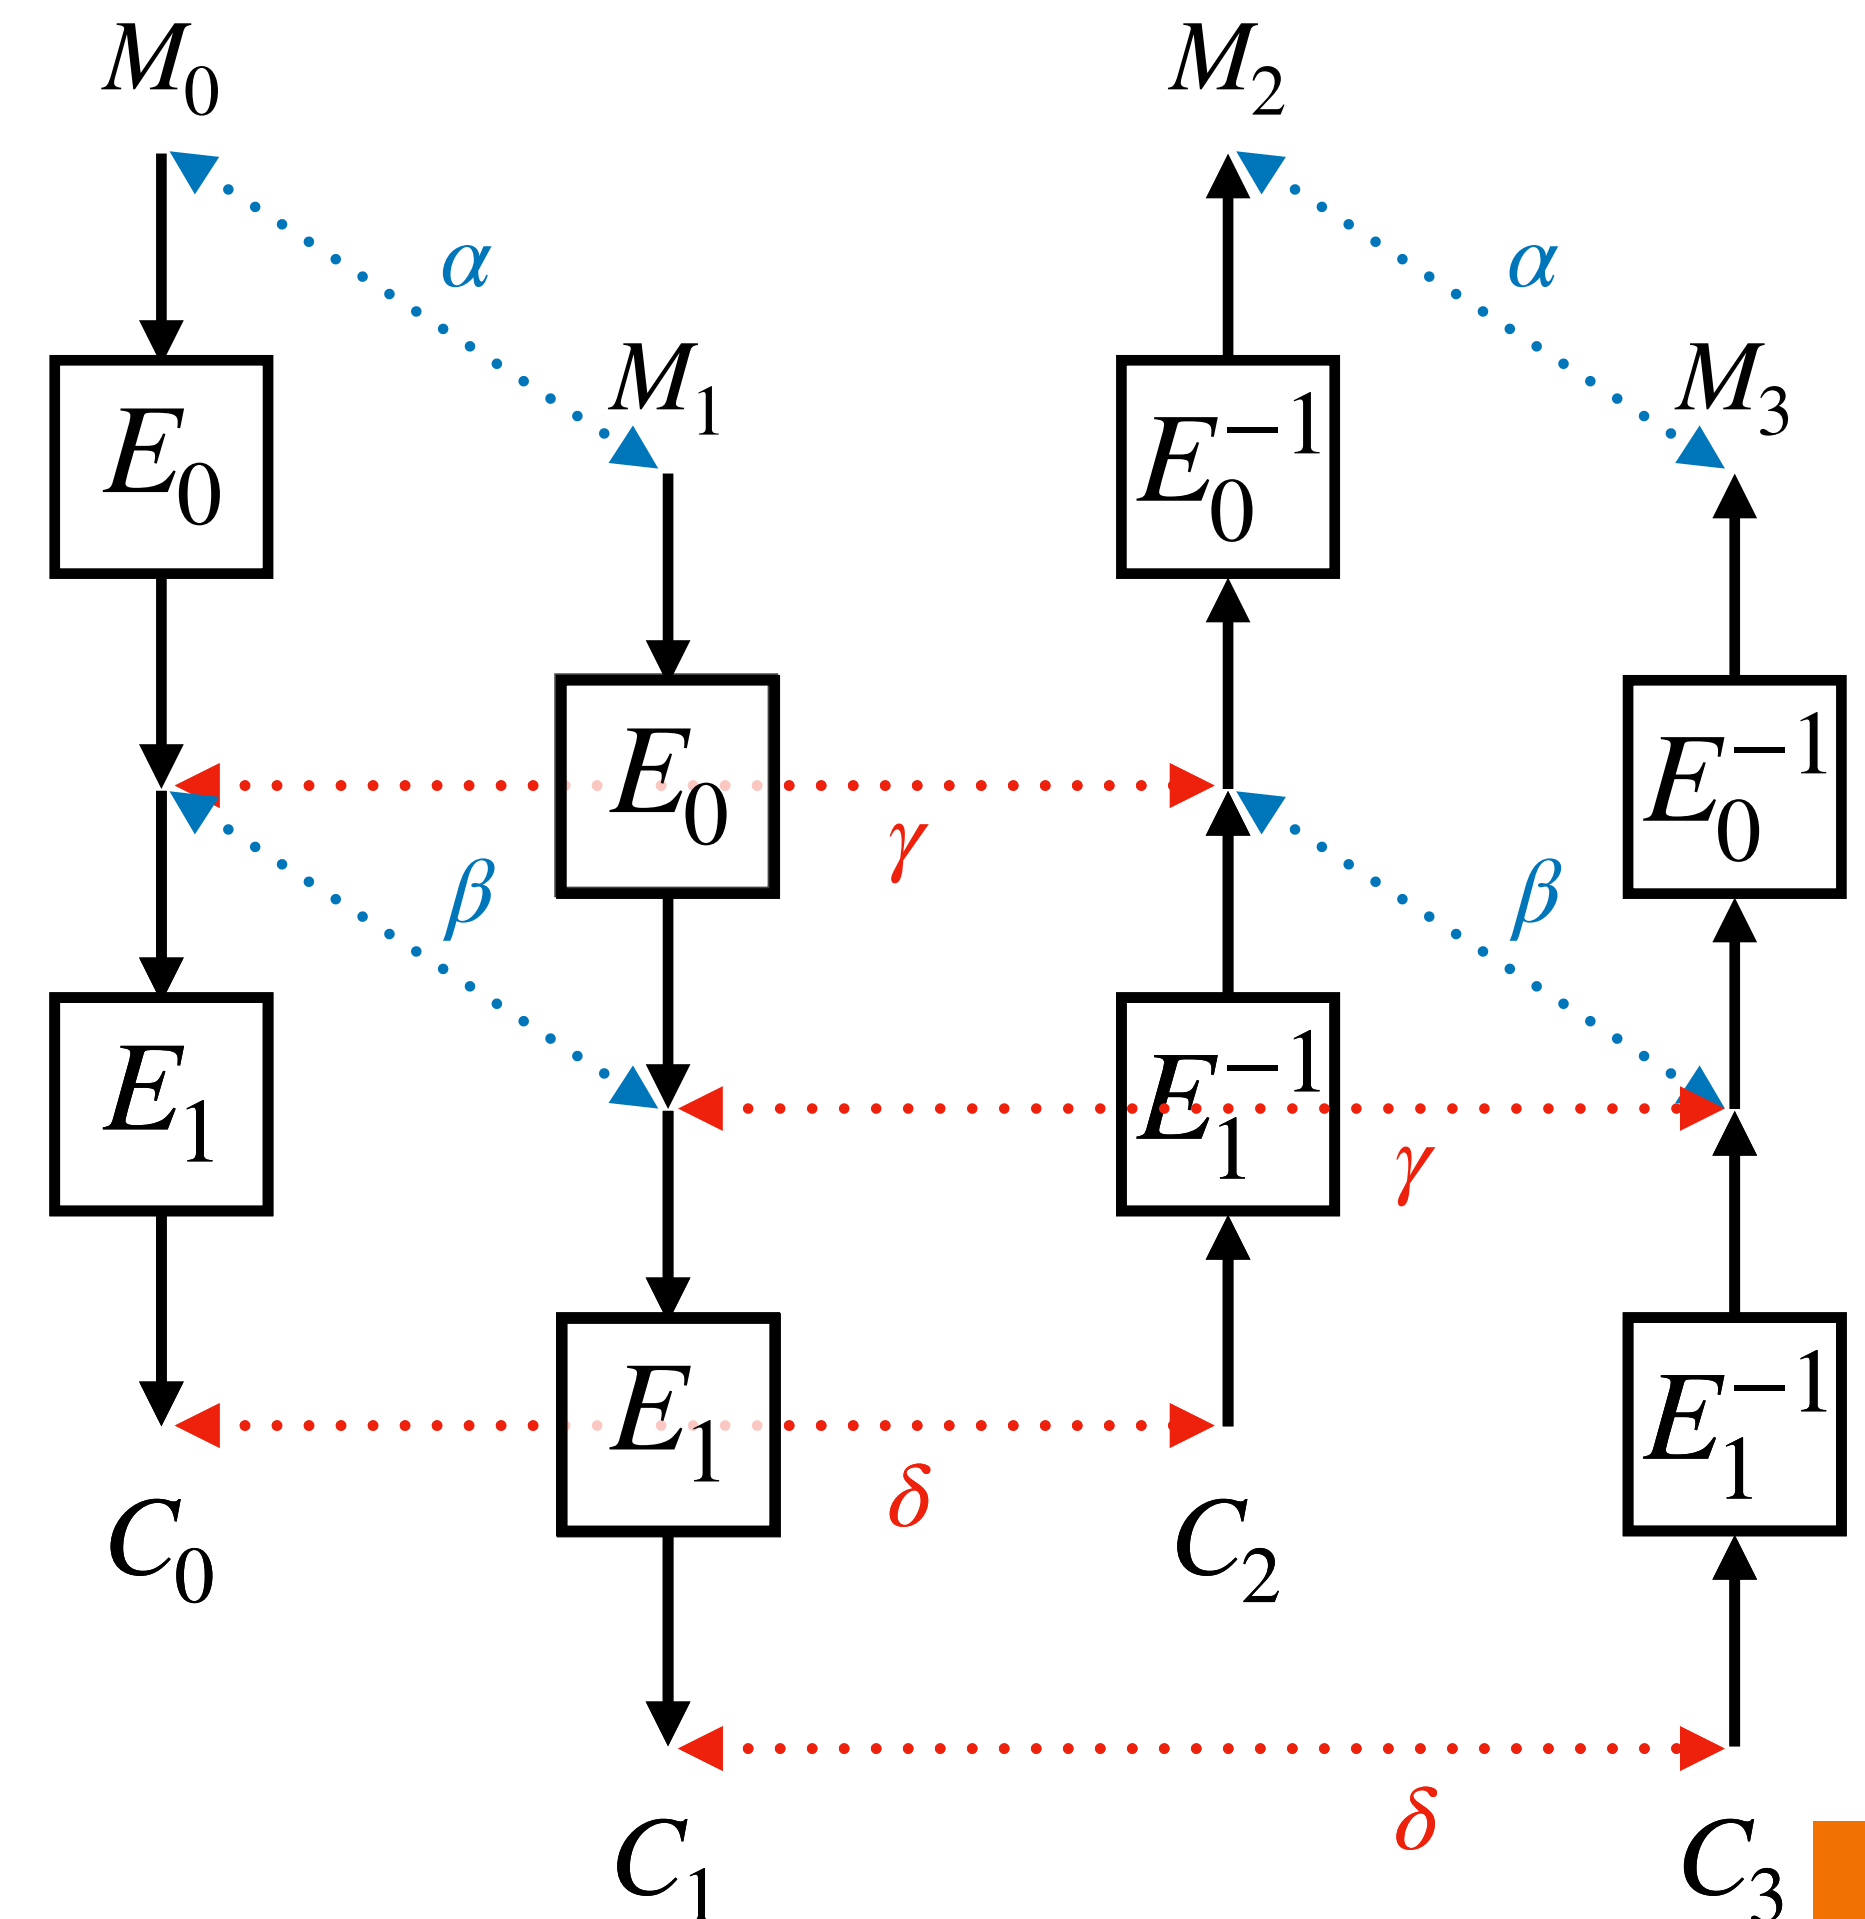 M₀ M₂
α α
M₁ M₃
E₀ E₀⁻¹
E₀ E₀⁻¹
γ
β β
E₁ E₁⁻¹
γ
E₁ E₁⁻¹
δ
C₀ C₂
δ
C₁ C₃